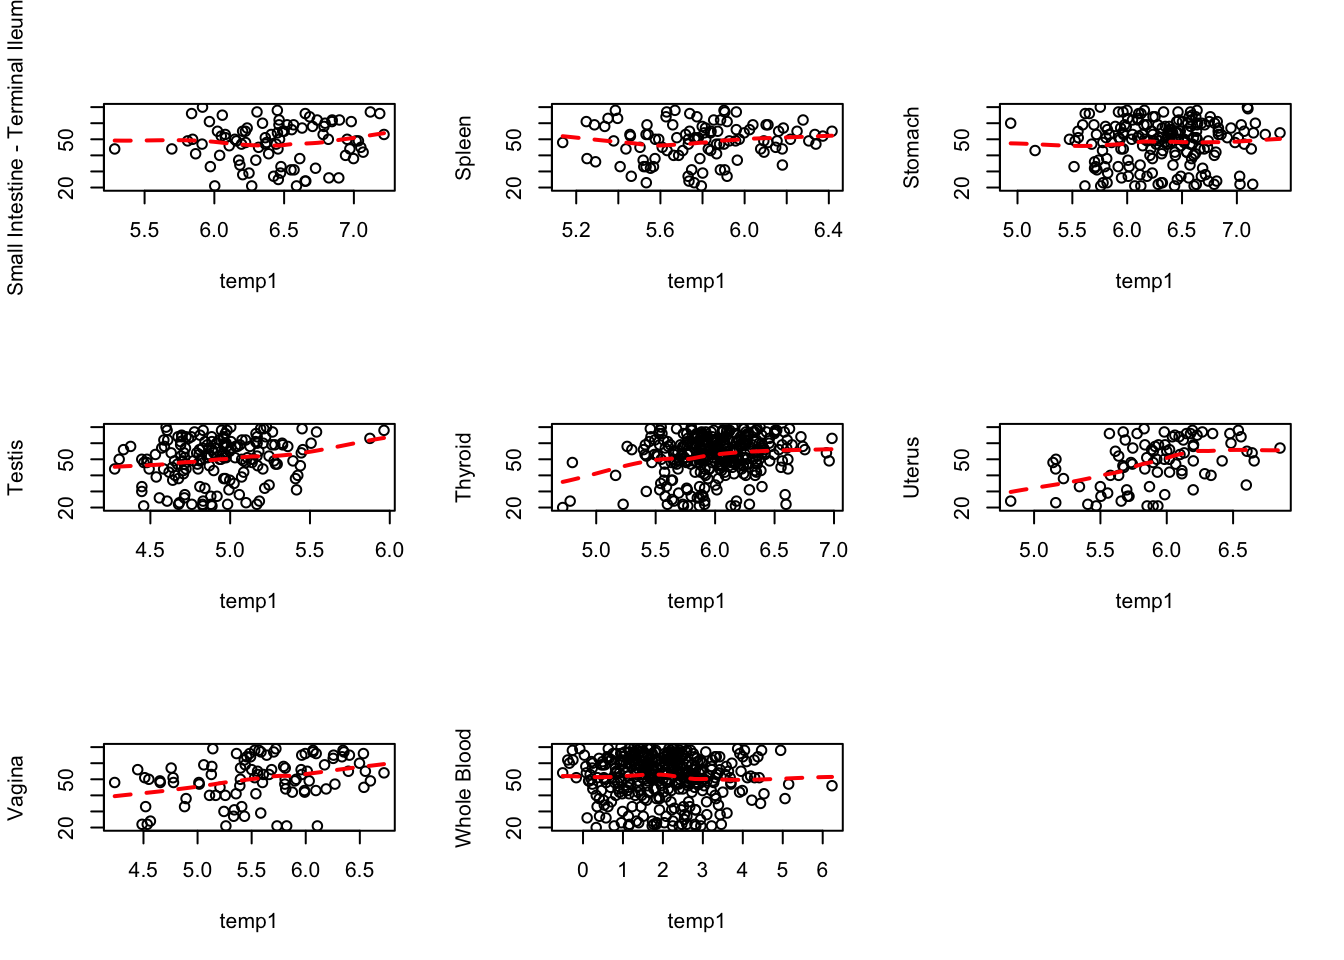 Small Intestine - Terminal Ileum
20 50
5.5 6.0 6.5 7.0
temp1
Spleen
20 50
5.2 5.6 6.0 6.4
temp1
Stomach
20 50
5.0 5.5 6.0 6.5 7.0
temp1
Testis
20 50
4.5 5.0 5.5 6.0
temp1
Thyroid
20 50
5.0 5.5 6.0 6.5 7.0
temp1
Uterus
20 50
5.0 5.5 6.0 6.5
temp1
Vagina
20 50
4.5 5.0 5.5 6.0 6.5
temp1
Whole Blood
20 50
0 1 2 3 4 5 6
temp1